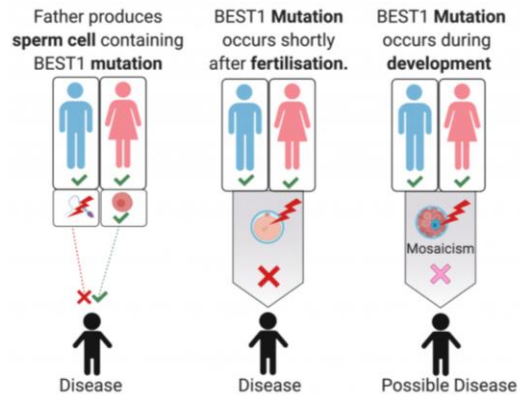 Father produces
sperm cell containing
BEST1 mutation
BEST1 Mutation
occurs shortly
after fertilisation.
BEST1 Mutation
occurs during
development
Mosaicism
Disease
Disease
Possible Disease